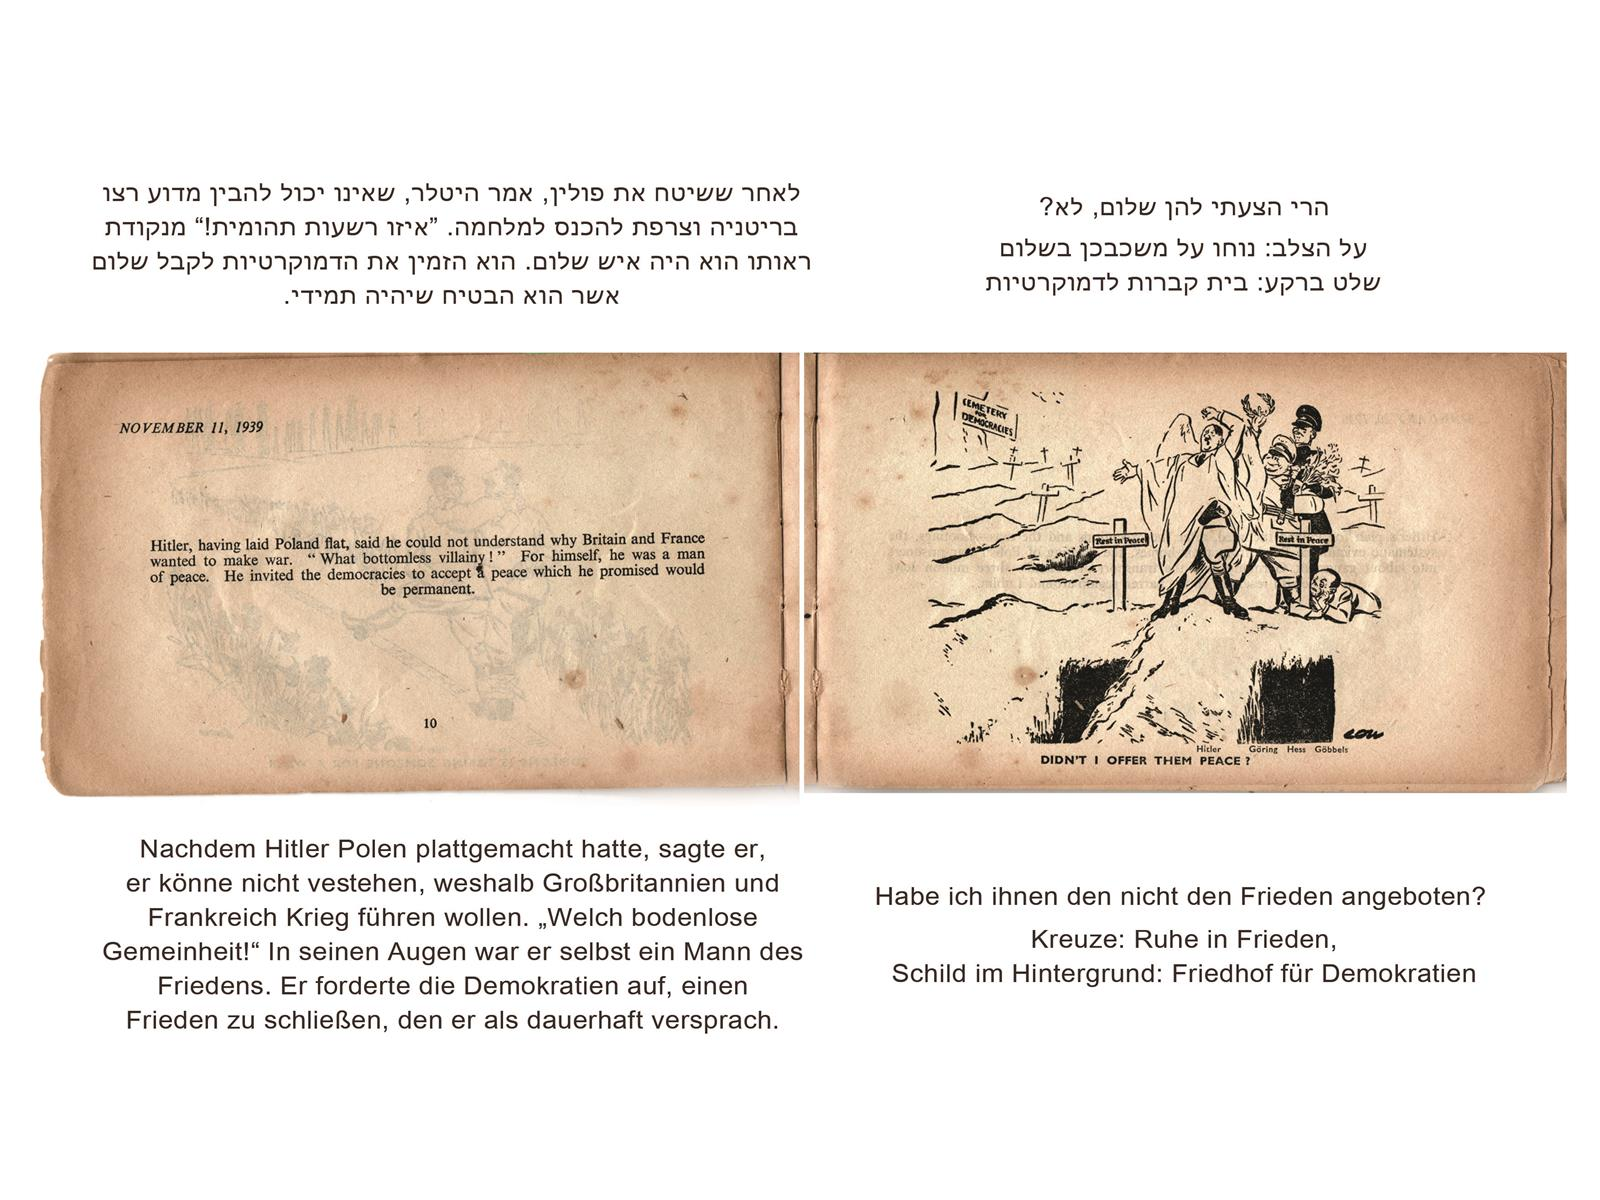 לאחר ששיטח את פולין, אמר היטלר, שאינו יכול להבין מדוע רצו
בריטניה וצרפת להכנס למלחמה. ”איזו רשעות תהומית!“ מנקודת
ראותו הוא היה איש שלום. הוא הזמין את הדמוקרטיות לקבל שלום
אשר הוא הבטיח שיהיה תמידי.
הרי הצעתי להן שלום, לא?
על הצלב: נוחו על משכבכן בשלום
שלט ברקע: בית קברות לדמוקרטיות
NOVEMBER 11, 1939
Hitler, having laid Poland flat, said he could not understand why Britain and France
wanted to make war. “ What bottomless villainy ! ” For himself, he was a man
of peace. He invited the democracies to accept a peace which he promised would
be permanent.
10
CEMETERY
FOR
DEMOCRACIES
Rest in Peace
Rest in Peace
LOW
Hitler Göring Hess Göbbels
DIDN'T I OFFER THEM PEACE ?
Nachdem Hitler Polen plattgemacht hatte, sagte er,
er könne nicht vestehen, weshalb Großbritannien und
Frankreich Krieg führen wollen. „Welch bodenlose
Gemeinheit!“ In seinen Augen war er selbst ein Mann des
Friedens. Er forderte die Demokratien auf, einen
Frieden zu schließen, den er als dauerhaft versprach.
Habe ich ihnen den nicht den Frieden angeboten?
Kreuze: Ruhe in Frieden,
Schild im Hintergrund: Friedhof für Demokratien